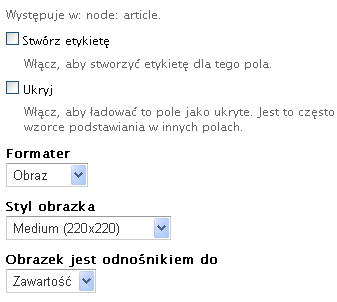 Występuje w: node: article.
Stwórz etykietę
Włącz, aby stworzyć etykietę dla tego pola.
Ukryj
Włącz, aby ładować to pole jako ukryte. Jest to często
wzorce podstawiania w innych polach.
Formater
Obraz
Styl obrazka
Medium (220x220)
Obrazek jest odnośnikiem do
Zawartość